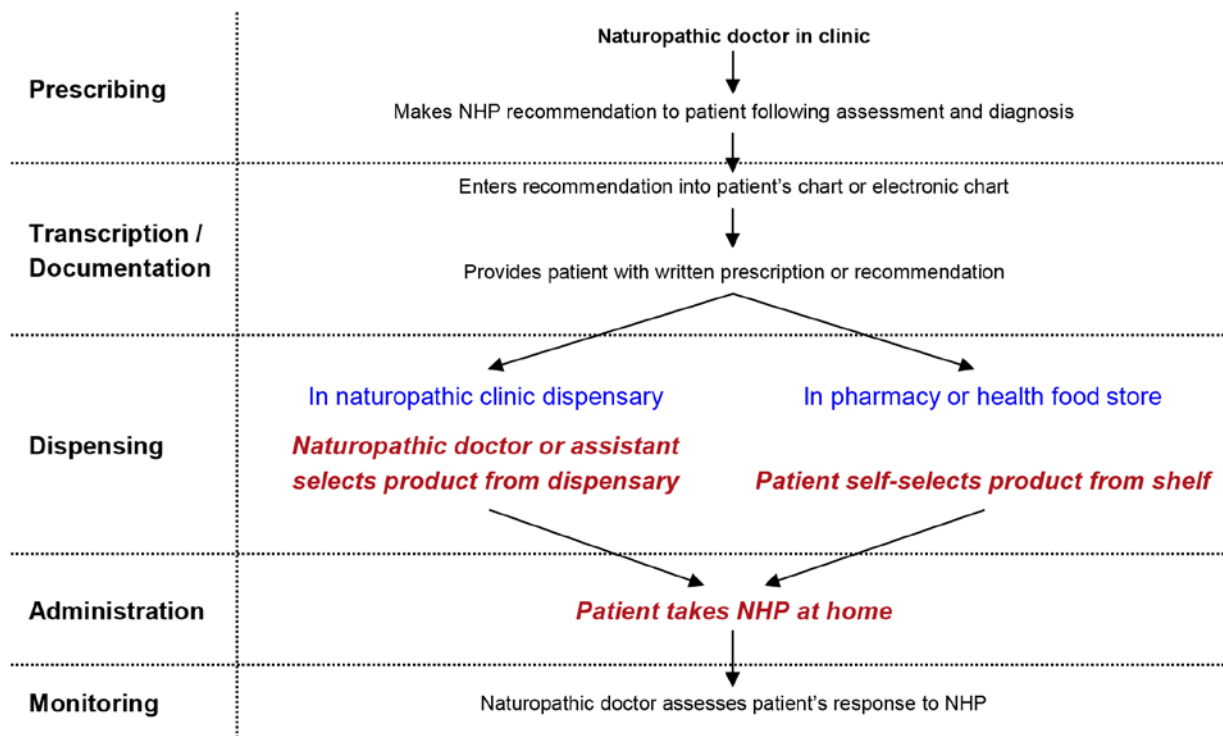 Naturopathic doctor in clinic
Prescribing
Makes NHP recommendation to patient following assessment and diagnosis
Enters recommendation into patient's chart or electronic chart
Transcription /
Documentation
Provides patient with written prescription or recommendation
In naturopathic clinic dispensary
In pharmacy or health food store
Dispensing
Naturopathic doctor or assistant
selects product from dispensary
Patient self-selects product from shelf
Administration
Patient takes NHP at home
Monitoring
Naturopathic doctor assesses patient's response to NHP